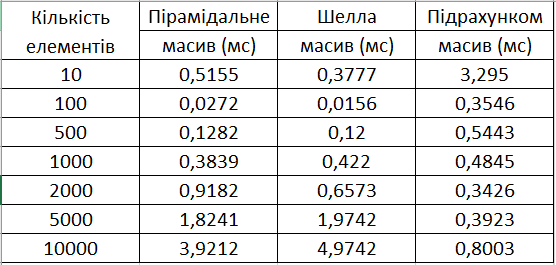 Кількість елементів Пірамідальне Шелла Підрахунком
масив (мс) масив (мс) масив (мс)
10 0,5155 0,3777 3,295
100 0,0272 0,0156 0,3546
500 0,1282 0,12 0,5443
1000 0,3839 0,422 0,4845
2000 0,9182 0,6573 0,3426
5000 1,8241 1,9742 0,3923
10000 3,9212 4,9742 0,8003